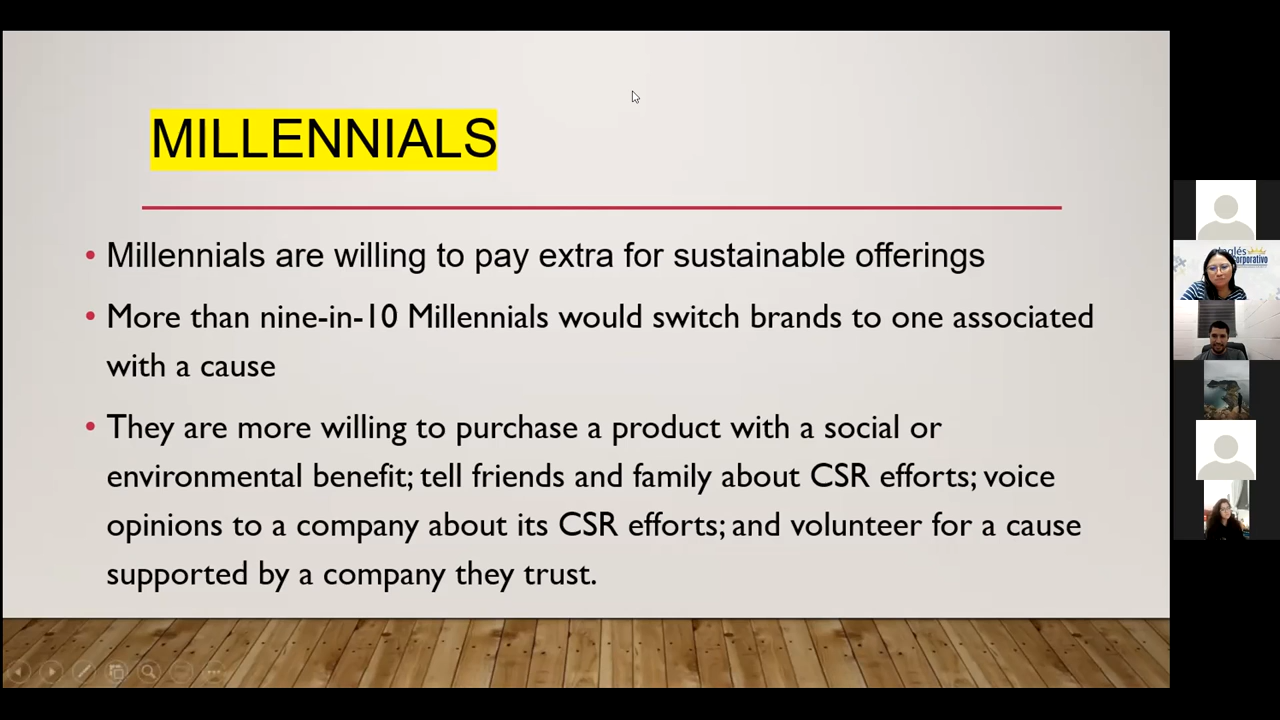 MILLENNIALS
• Millennials are willing to pay extra for sustainable offerings
• More than nine-in-10 Millennials would switch brands to one associated
with a cause
• They are more willing to purchase a product with a social or
environmental benefit; tell friends and family about CSR efforts; voice
opinions to a company about its CSR efforts; and volunteer for a cause
supported by a company they trust.
Inglés
Corporativo